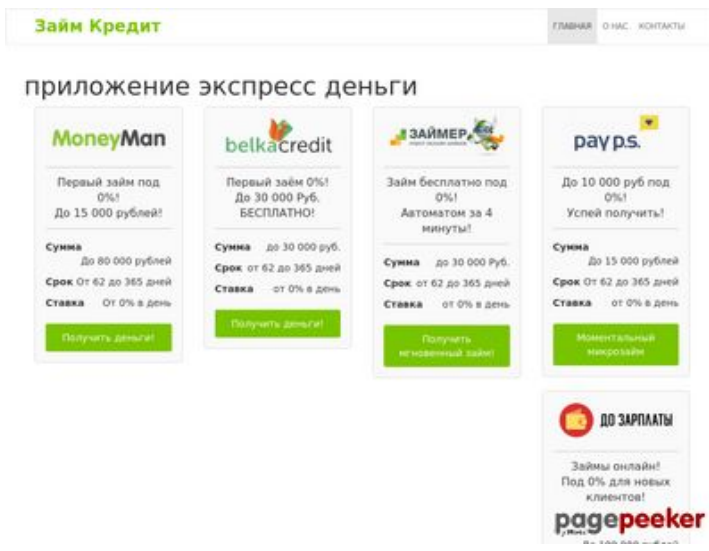 Займ Кредит
ГЛАВНАЯ О НАС КОНТАКТЫ
приложение экспресс деньги
MoneyMan
Первый займ под
0%!
До 15 000 рублей!
Сумма
До 80 000 рублей
Срок От 62 до 365 дней
Ставка От 0% в день
Получить деньги!
belkacredit
Первый заём 0%!
До 30 000 Руб.
БЕСПЛАТНО!
Сумма до 30 000 руб.
Срок от 62 до 365 дней
Ставка от 0% в день
Получить деньги!
ЗАЙМЕР
Займ бесплатно под
0%!
Автоматом за 4
минуты!
Сумма до 30 000 Руб.
Срок от 62 до 365 дней
Ставка от 0% в день
Получить
мгновенный займ!
pay p.s.
До 10 000 руб под
0%!
Успей получить!
Сумма
До 15 000 рублей
Срок От 62 до 365 дней
Ставка от 0% в день
Моментальный
микрозайм
ДО ЗАРПЛАТЫ
Займы онлайн!
Под 0% для новых
клиентов!
pagepeeker
До 100 000 рублей